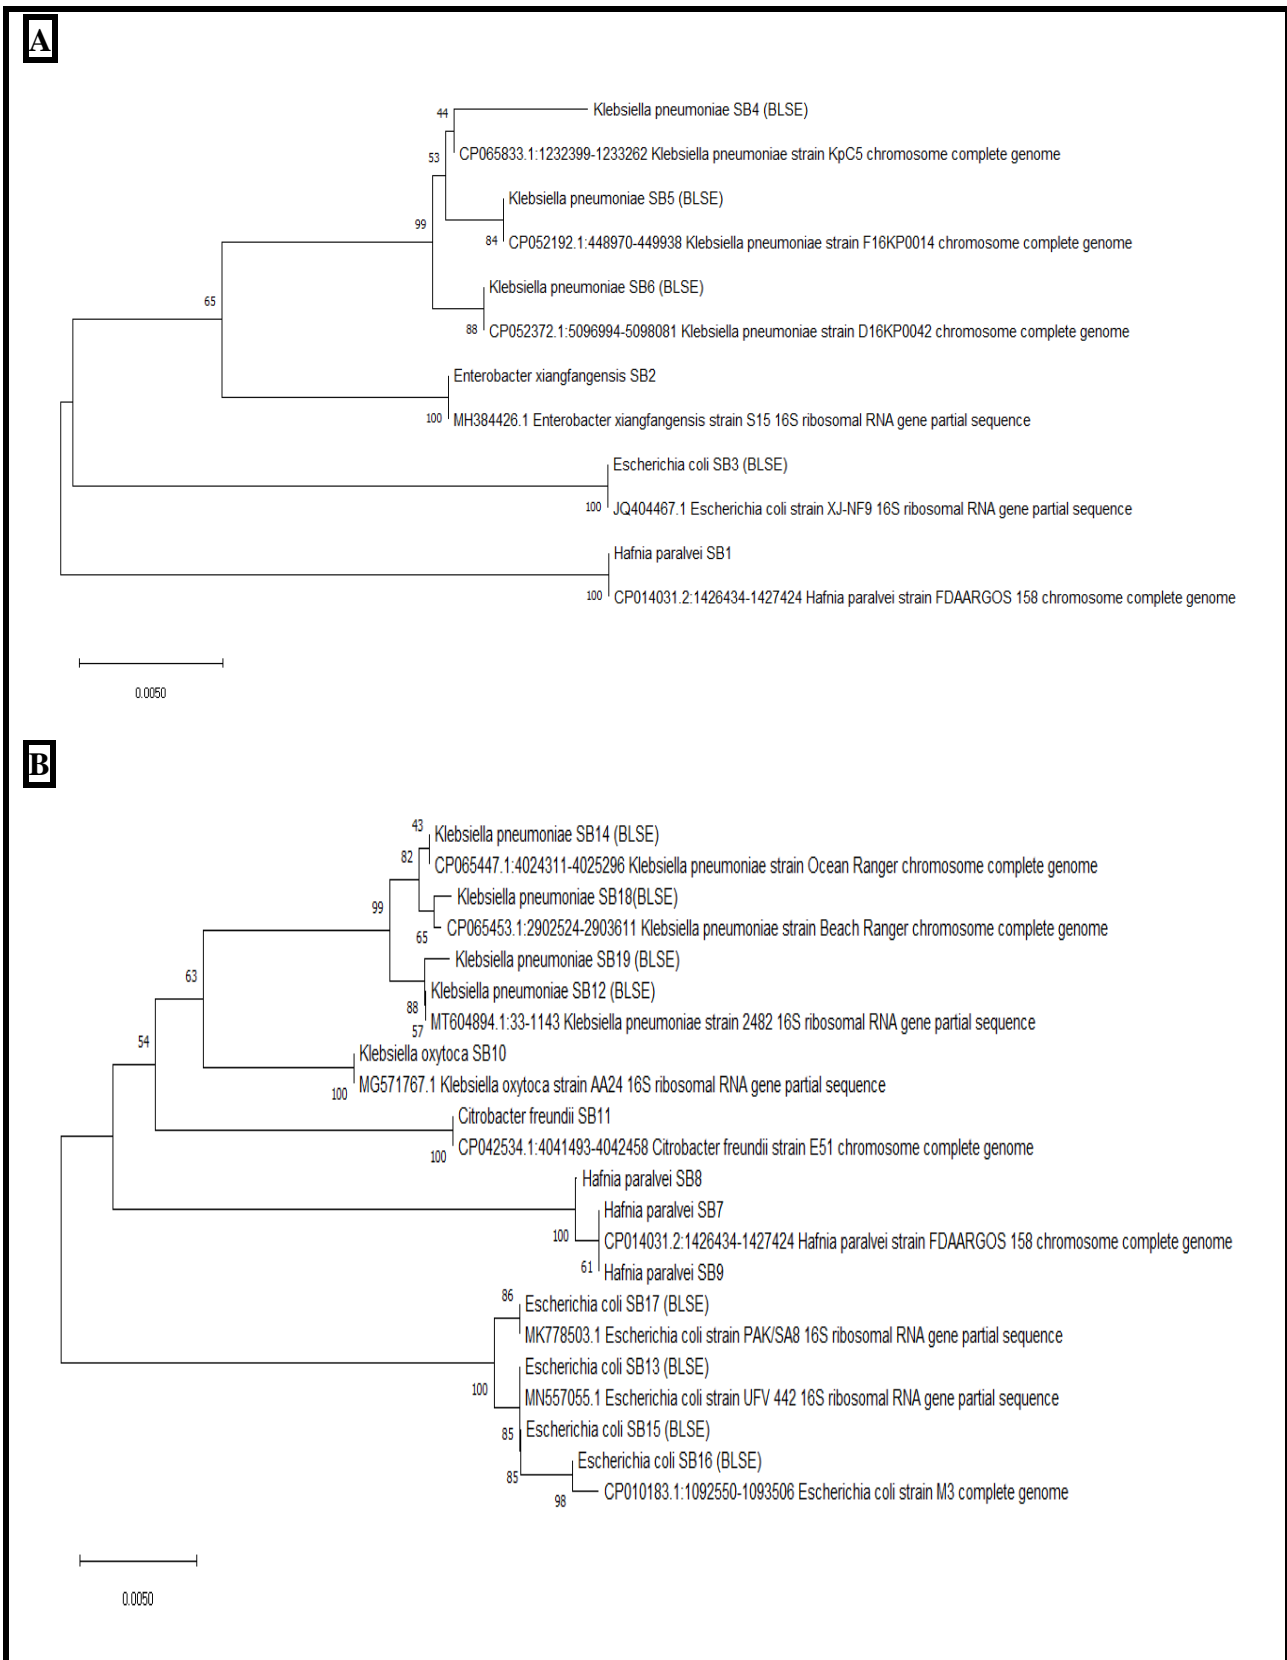 A
44
Klebsiella pneumoniae SB4 (BLSE)
CP065833.1:1232399-1233262 Klebsiella pneumoniae strain KpC5 chromosome complete genome
53
Klebsiella pneumoniae SB5 (BLSE)
99
84
CP052192.1:448970-449938 Klebsiella pneumoniae strain F16KP0014 chromosome complete genome
Klebsiella pneumoniae SB6 (BLSE)
65
88
CP052372.1:5096994-5098081 Klebsiella pneumoniae strain D16KP0042 chromosome complete genome
Enterobacter xiangfangensis SB2
100
MH384426.1 Enterobacter xiangfangensis strain S15 16S ribosomal RNA gene partial sequence
Escherichia coli SB3 (BLSE)
100
JQ404467.1 Escherichia coli strain XJ-NF9 16S ribosomal RNA gene partial sequence
Hafnia paralvei SB1
100
CP014031.2:1426434-1427424 Hafnia paralvei strain FDAARGOS 158 chromosome complete genome
0.0050
B
43
Klebsiella pneumoniae SB14 (BLSE)
82
CP065447.1:4024311-4025296 Klebsiella pneumoniae strain Ocean Ranger chromosome complete genome
Klebsiella pneumoniae SB18(BLSE)
99
65
CP065453.1:2902524-2903611 Klebsiella pneumoniae strain Beach Ranger chromosome complete genome
Klebsiella pneumoniae SB19 (BLSE)
63
Klebsiella pneumoniae SB12 (BLSE)
88
57
MT604894.1:33-1143 Klebsiella pneumoniae strain 2482 16S ribosomal RNA gene partial sequence
54
Klebsiella oxytoca SB10
100
MG571767.1 Klebsiella oxytoca strain AA24 16S ribosomal RNA gene partial sequence
Citrobacter freundii SB11
100
CP042534.1:4041493-4042458 Citrobacter freundii strain E51 chromosome complete genome
Hafnia paralvei SB8
Hafnia paralvei SB7
100
CP014031.2:1426434-1427424 Hafnia paralvei strain FDAARGOS 158 chromosome complete genome
61
Hafnia paralvei SB9
86
Escherichia coli SB17 (BLSE)
MK778503.1 Escherichia coli strain PAK/SA8 16S ribosomal RNA gene partial sequence
Escherichia coli SB13 (BLSE)
100
MN557055.1 Escherichia coli strain UFV 442 16S ribosomal RNA gene partial sequence
85
Escherichia coli SB15 (BLSE)
Escherichia coli SB16 (BLSE)
85
98
CP010183.1:1092550-1093506 Escherichia coli strain M3 complete genome
0.0050